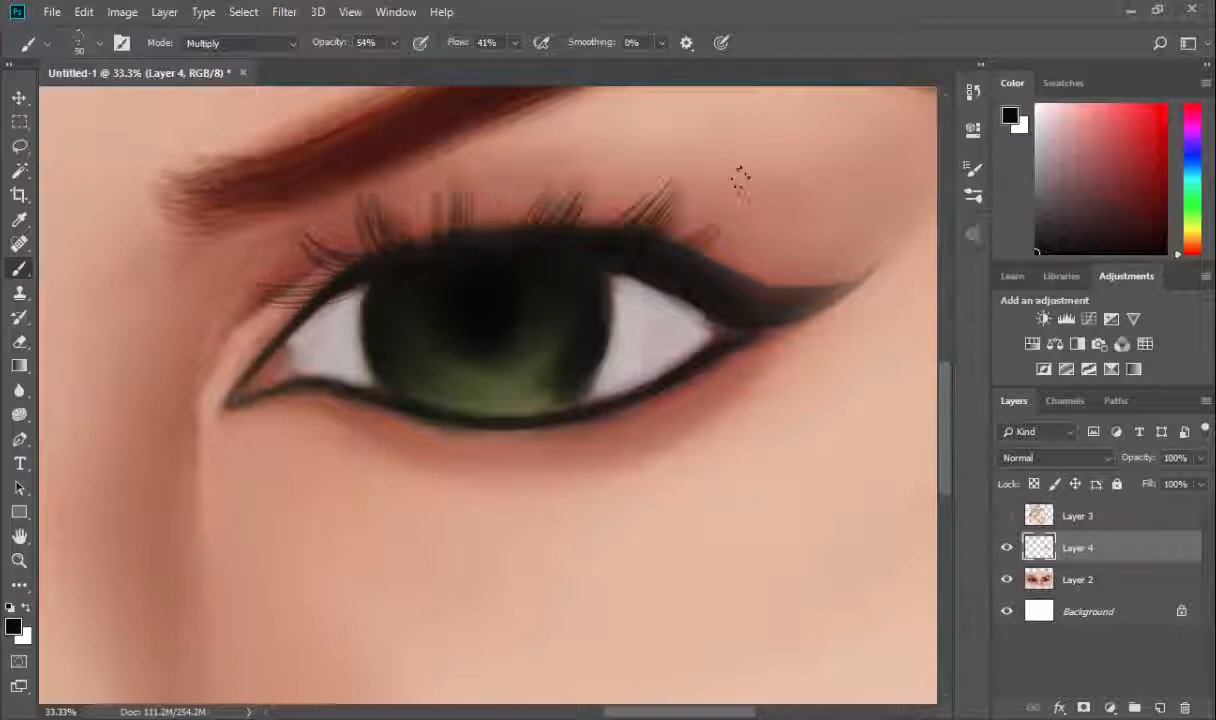 Ps File Edit Image Layer Type Select Filter 3D View Window Help
90 Mode: Multiply Opacity: 54% Flow: 41% Smoothing: 0%
Untitled-1 @ 33.3% (Layer 4, RGB/8) * ×
Color Swatches
Learn Libraries Adjustments
Add an adjustment
Layers Channels Paths
Kind
Normal Opacity: 100%
Lock: Fill: 100%
Layer 3
Layer 4
Layer 2
Background
33.33% Doc: 111.2M/254.2M